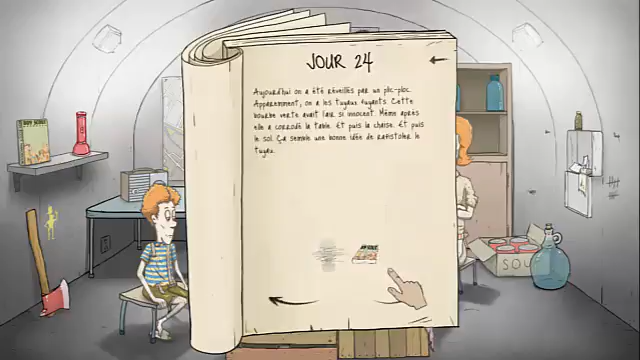 JOUR 24
Aujourd'hui on a été réveillés par un plic-ploc.
Apparemment, on a les tuyaux fuyants. Cette
bourbe verte avait l'air si innocent. Même après
elle a corrodé la table. Et puis la chaise. Et puis
le sol. Ça semble une bonne idée de rafistoler le
tuyau.
SOU